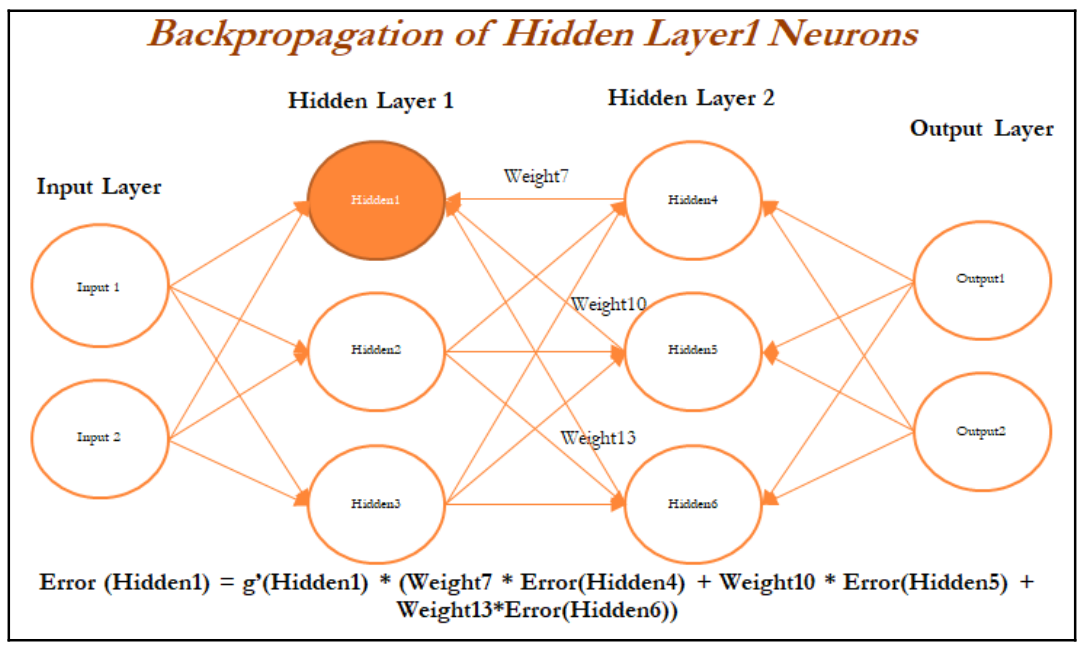 Backpropagation of Hidden Layer1 Neurons
Hidden Layer 1
Hidden Layer 2
Output Layer
Input Layer
Weight7
Hidden1
Hidden4
Input 1
Output1
Weight10
Hidden2
Hidden5
Input 2
Output2
Weight13
Hidden3
Hidden6
Error (Hidden1) = g’(Hidden1) * (Weight7 * Error(Hidden4) + Weight10 * Error(Hidden5) +
Weight13*Error(Hidden6))